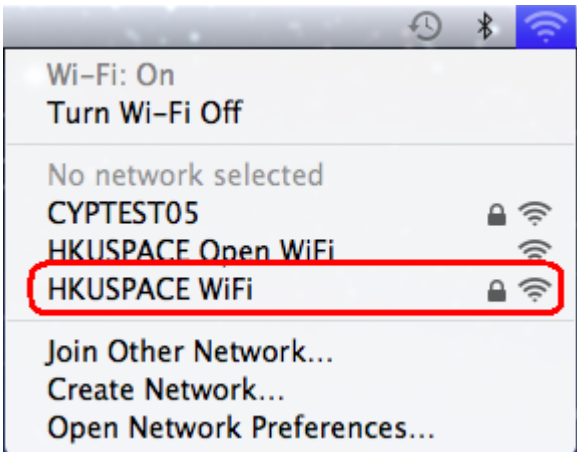 Wi-Fi: On
Turn Wi-Fi Off
No network selected
CYPTEST05
HKUSPACE Open WiFi
HKUSPACE WiFi
Join Other Network...
Create Network...
Open Network Preferences...